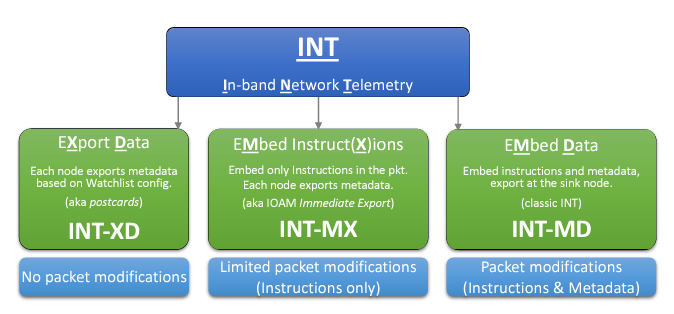 INT
In-band Network Telemetry
EXport Data
Each node exports metadata
based on Watchlist config.
(aka postcards)
INT-XD
No packet modifications
EMbed Instruct(X)ions
Embed only Instructions in the pkt.
Each node exports metadata.
(aka IOAM Immediate Export)
INT-MX
Limited packet modifications
(Instructions only)
EMbed Data
Embed instructions and metadata,
export at the sink node.
(classic INT)
INT-MD
Packet modifications
(Instructions & Metadata)